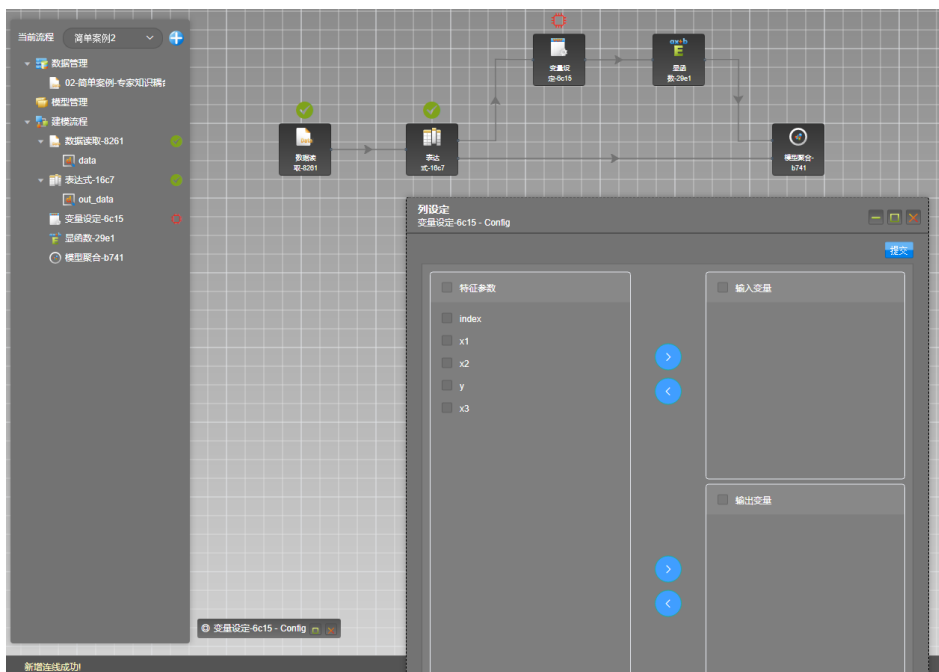 当前流程
简单案例2
数据管理
02-简单案例-专家知识耦
模型管理
建模流程
数据读取-8261
data
表达式-16c7
out_data
变量设定-6c15
显函数-29e1
模型聚合-b741
变量设
定-6c15
ax+b
E
显函
数-29e1
数据读
取-8261
表达
式-16c7
模型聚合-
b741
列设定
变量设定-6c15 - Config
提交
特征参数
index
x1
x2
y
x3
输入变量
输出变量
变量设定-6c15 - Config
新增连线成功!